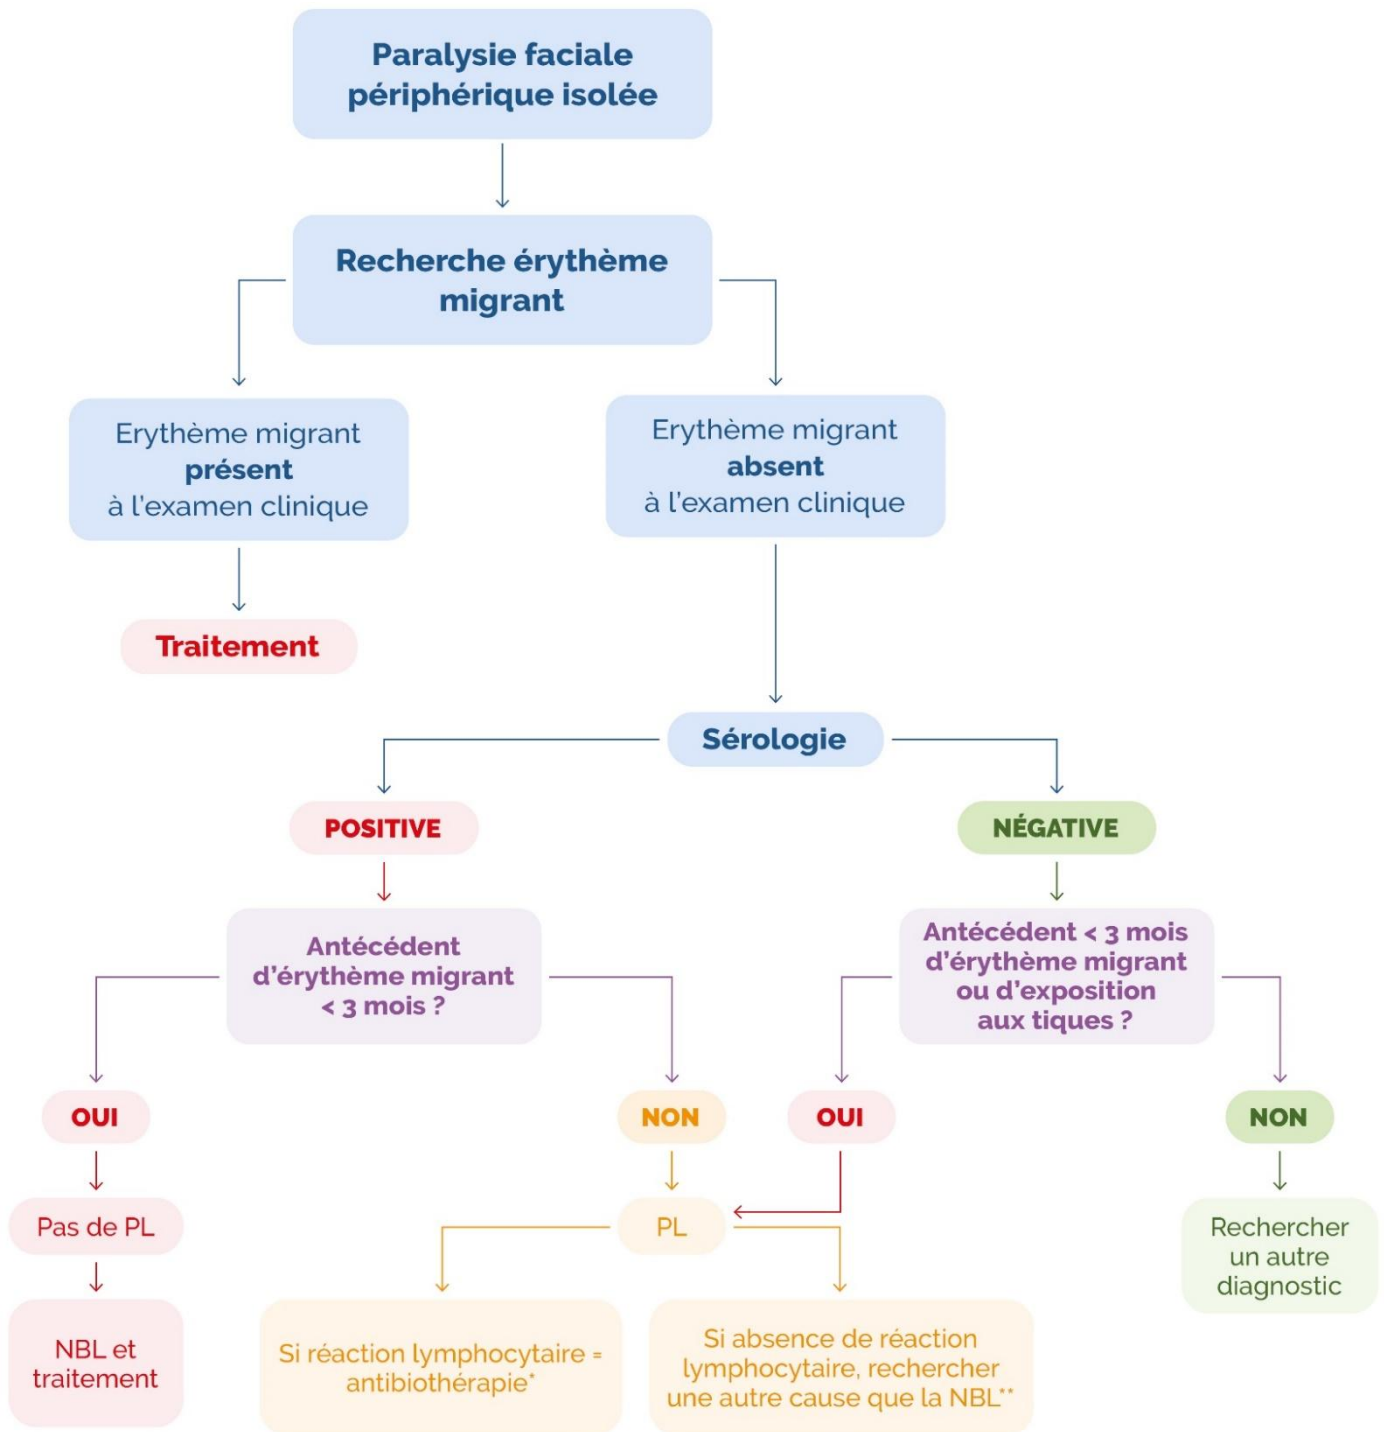 Paralysie faciale
périphérique isolée
Recherche érythème
migrant
Erythème migrant
présent
à l'examen clinique
Erythème migrant
absent
à l'examen clinique
Traitement
Sérologie
POSITIVE
NÉGATIVE
Antécédent
d'érythème migrant
< 3 mois ?
Antécédent < 3 mois
d'érythème migrant
ou d'exposition
aux tiques ?
OUI
NON
OUI
NON
Pas de PL
PL
Rechercher
un autre
diagnostic
NBL et
traitement
Si réaction lymphocytaire =
antibiothérapie*
Si absence de réaction
lymphocytaire, rechercher
une autre cause que la NBL**